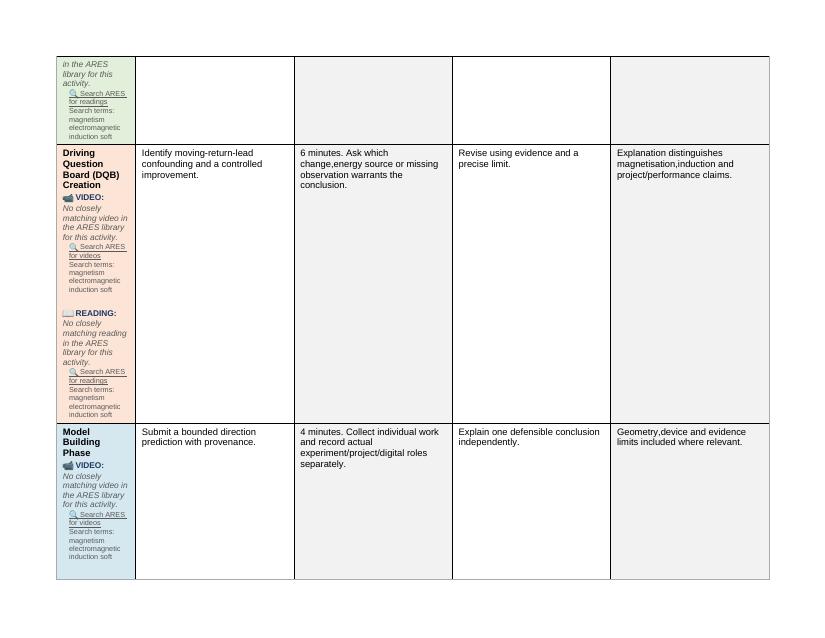 in the ARES
library for this
activity.
🔍 Search ARES
for readings
Search terms:
magnetism
electromagnetic
induction soft
Driving
Question
Board (DQB)
Creation
📹 VIDEO:
No closely
matching video in
the ARES library
for this activity.
🔍 Search ARES
for videos
Search terms:
magnetism
electromagnetic
induction soft
📖 READING:
No closely
matching reading
in the ARES
library for this
activity.
🔍 Search ARES
for readings
Search terms:
magnetism
electromagnetic
induction soft
Identify moving-return-lead
confounding and a controlled
improvement.
6 minutes. Ask which
change,energy source or missing
observation warrants the
conclusion.
Revise using evidence and a
precise limit.
Explanation distinguishes
magnetisation,induction and
project/performance claims.
Model
Building
Phase
📹 VIDEO:
No closely
matching video in
the ARES library
for this activity.
🔍 Search ARES
for videos
Search terms:
magnetism
electromagnetic
induction soft
Submit a bounded direction
prediction with provenance.
4 minutes. Collect individual work
and record actual
experiment/project/digital roles
separately.
Explain one defensible conclusion
independently.
Geometry,device and evidence
limits included where relevant.